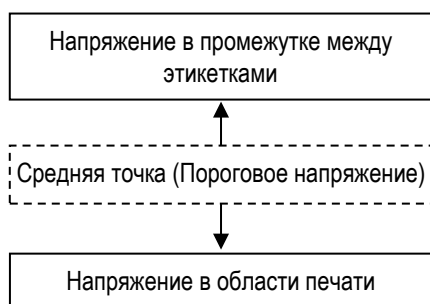 Напряжение в промежутке между
этикетками
Средняя точка (Пороговое напряжение)
Напряжение в области печати